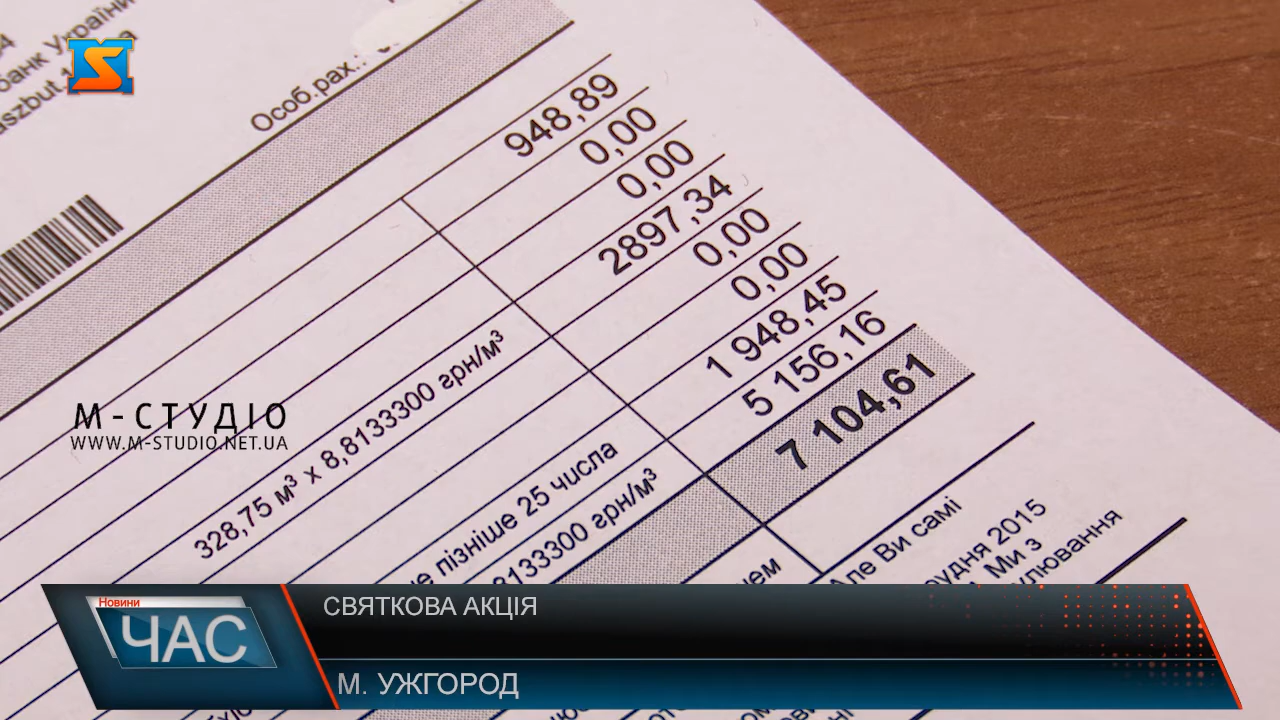 банк України
Особ.рах.:
948,89
0,00
0,00
328,75 м³ x 8,8133300 грн/м³ 2897,34
0,00
0,00
пізніше 25 числа 1 948,45
8133300 грн/м³ 5 156,16
7 104,61
Але Ви самі
2015
Ми з
М-СТУДІО
WWW.M-STUDIO.NET.UA
Новини
ЧАС
СВЯТКОВА АКЦІЯ
М. УЖГОРОД